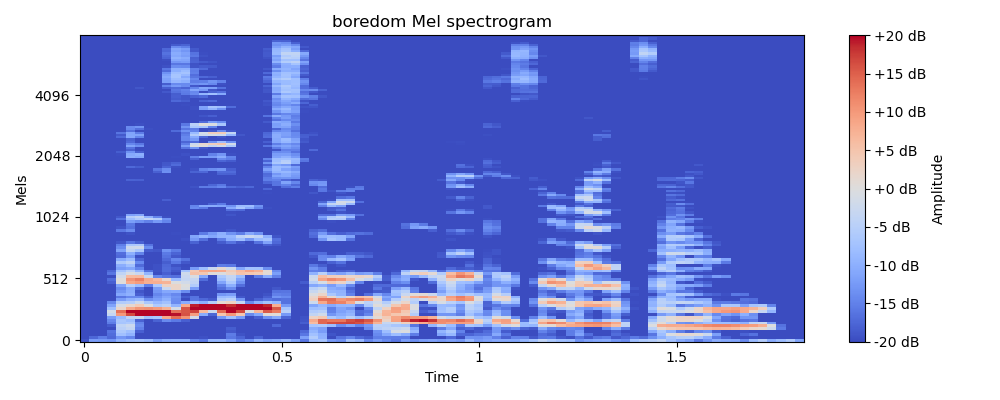 boredom Mel spectrogram
Mels
4096
2048
1024
512
0
0
0.5
1
1.5
Time
+20 dB
+15 dB
+10 dB
+5 dB
+0 dB
-5 dB
-10 dB
-15 dB
-20 dB
Amplitude